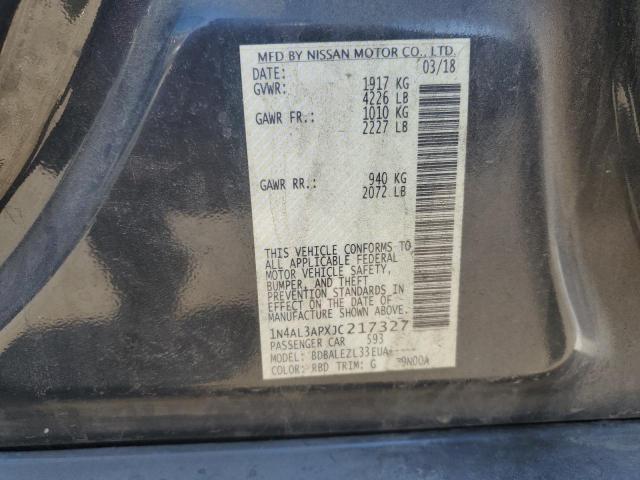 MFD BY NISSAN MOTOR CO., LTD.
DATE: 03/18
GVWR: 1917 KG
4226 LB
GAWR FR.: 1010 KG
2227 LB
GAWR RR.: 940 KG
2072 LB
THIS VEHICLE CONFORMS TO
ALL APPLICABLE FEDERAL
MOTOR VEHICLE SAFETY,
BUMPER, AND THEFT
PREVENTION STANDARDS IN
EFFECT ON THE DATE OF
MANUFACTURE SHOWN ABOVE.
1N4AL3APXJC217327
PASSENGER CAR 593
MODEL: BDBALEZL33EUA-----
COLOR: RBD TRIM: G 39N00A